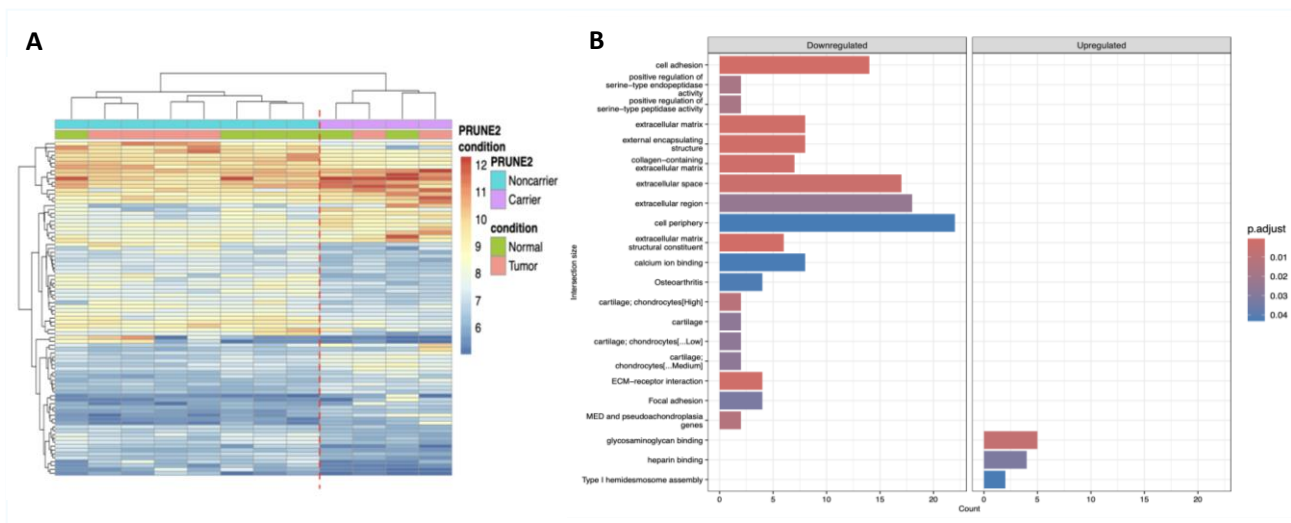 A
PRUNE2
condition
12
11
10
9
8
7
6
PRUNE2
Noncarrier
Carrier
condition
Normal
Tumor
B
Downregulated
Upregulated
cell adhesion
positive regulation of
serine−type endopeptidase
activity
positive regulation of
serine−type peptidase activity
extracellular matrix
external encapsulating
structure
collagen−containing
extracellular matrix
extracellular space
extracellular region
cell periphery
extracellular matrix
structural constituent
calcium ion binding
Osteoarthritis
cartilage; chondrocytes[High]
cartilage
cartilage; chondrocytes[...Low]
cartilage;
chondrocytes[...Medium]
ECM−receptor interaction
Focal adhesion
MED and pseudoachondroplasia
genes
glycosaminoglycan binding
heparin binding
Type I hemidesmosome assembly
Intersection size
0 5 10 15 20
0 5 10 15 20
Count
p.adjust
0.01
0.02
0.03
0.04